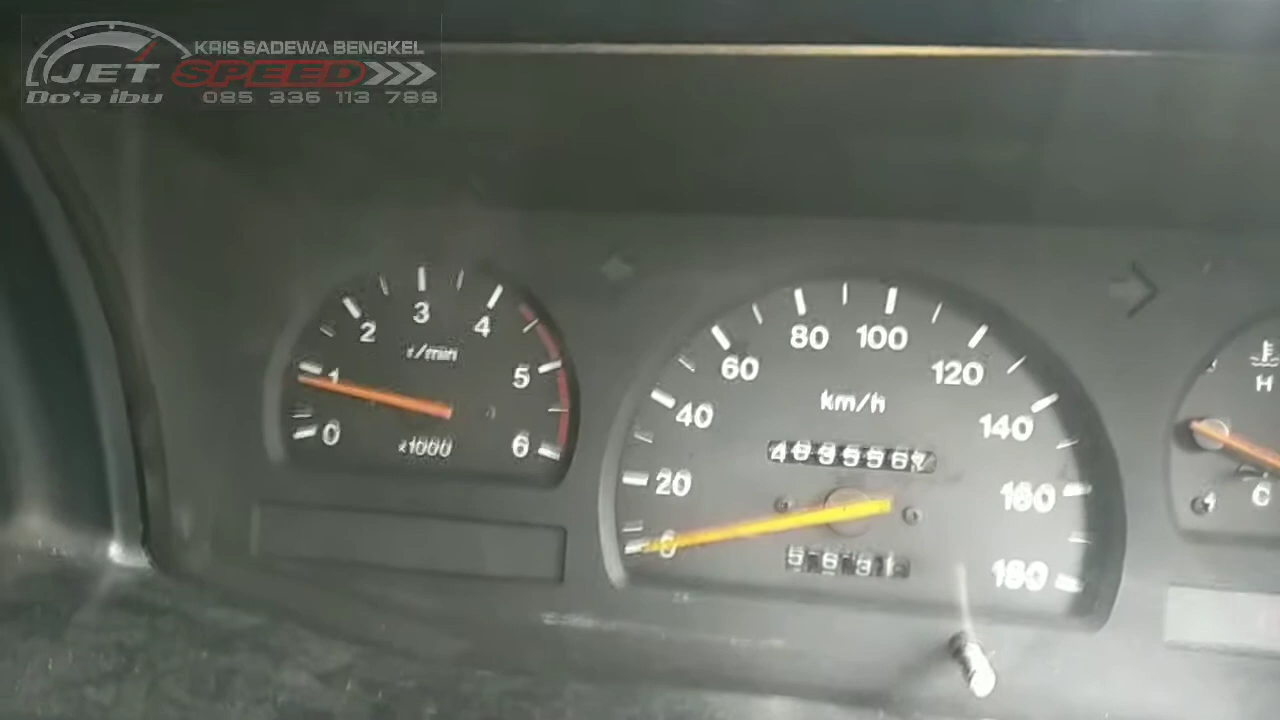 KRIS SADEWA BENGKEL
JET SPEED
Do'a ibu 085 336 113 788
0 1 2 3 4 5 6
r/min
x1000
0 20 40 60 80 100 120 140 160 180
km/h
H
C